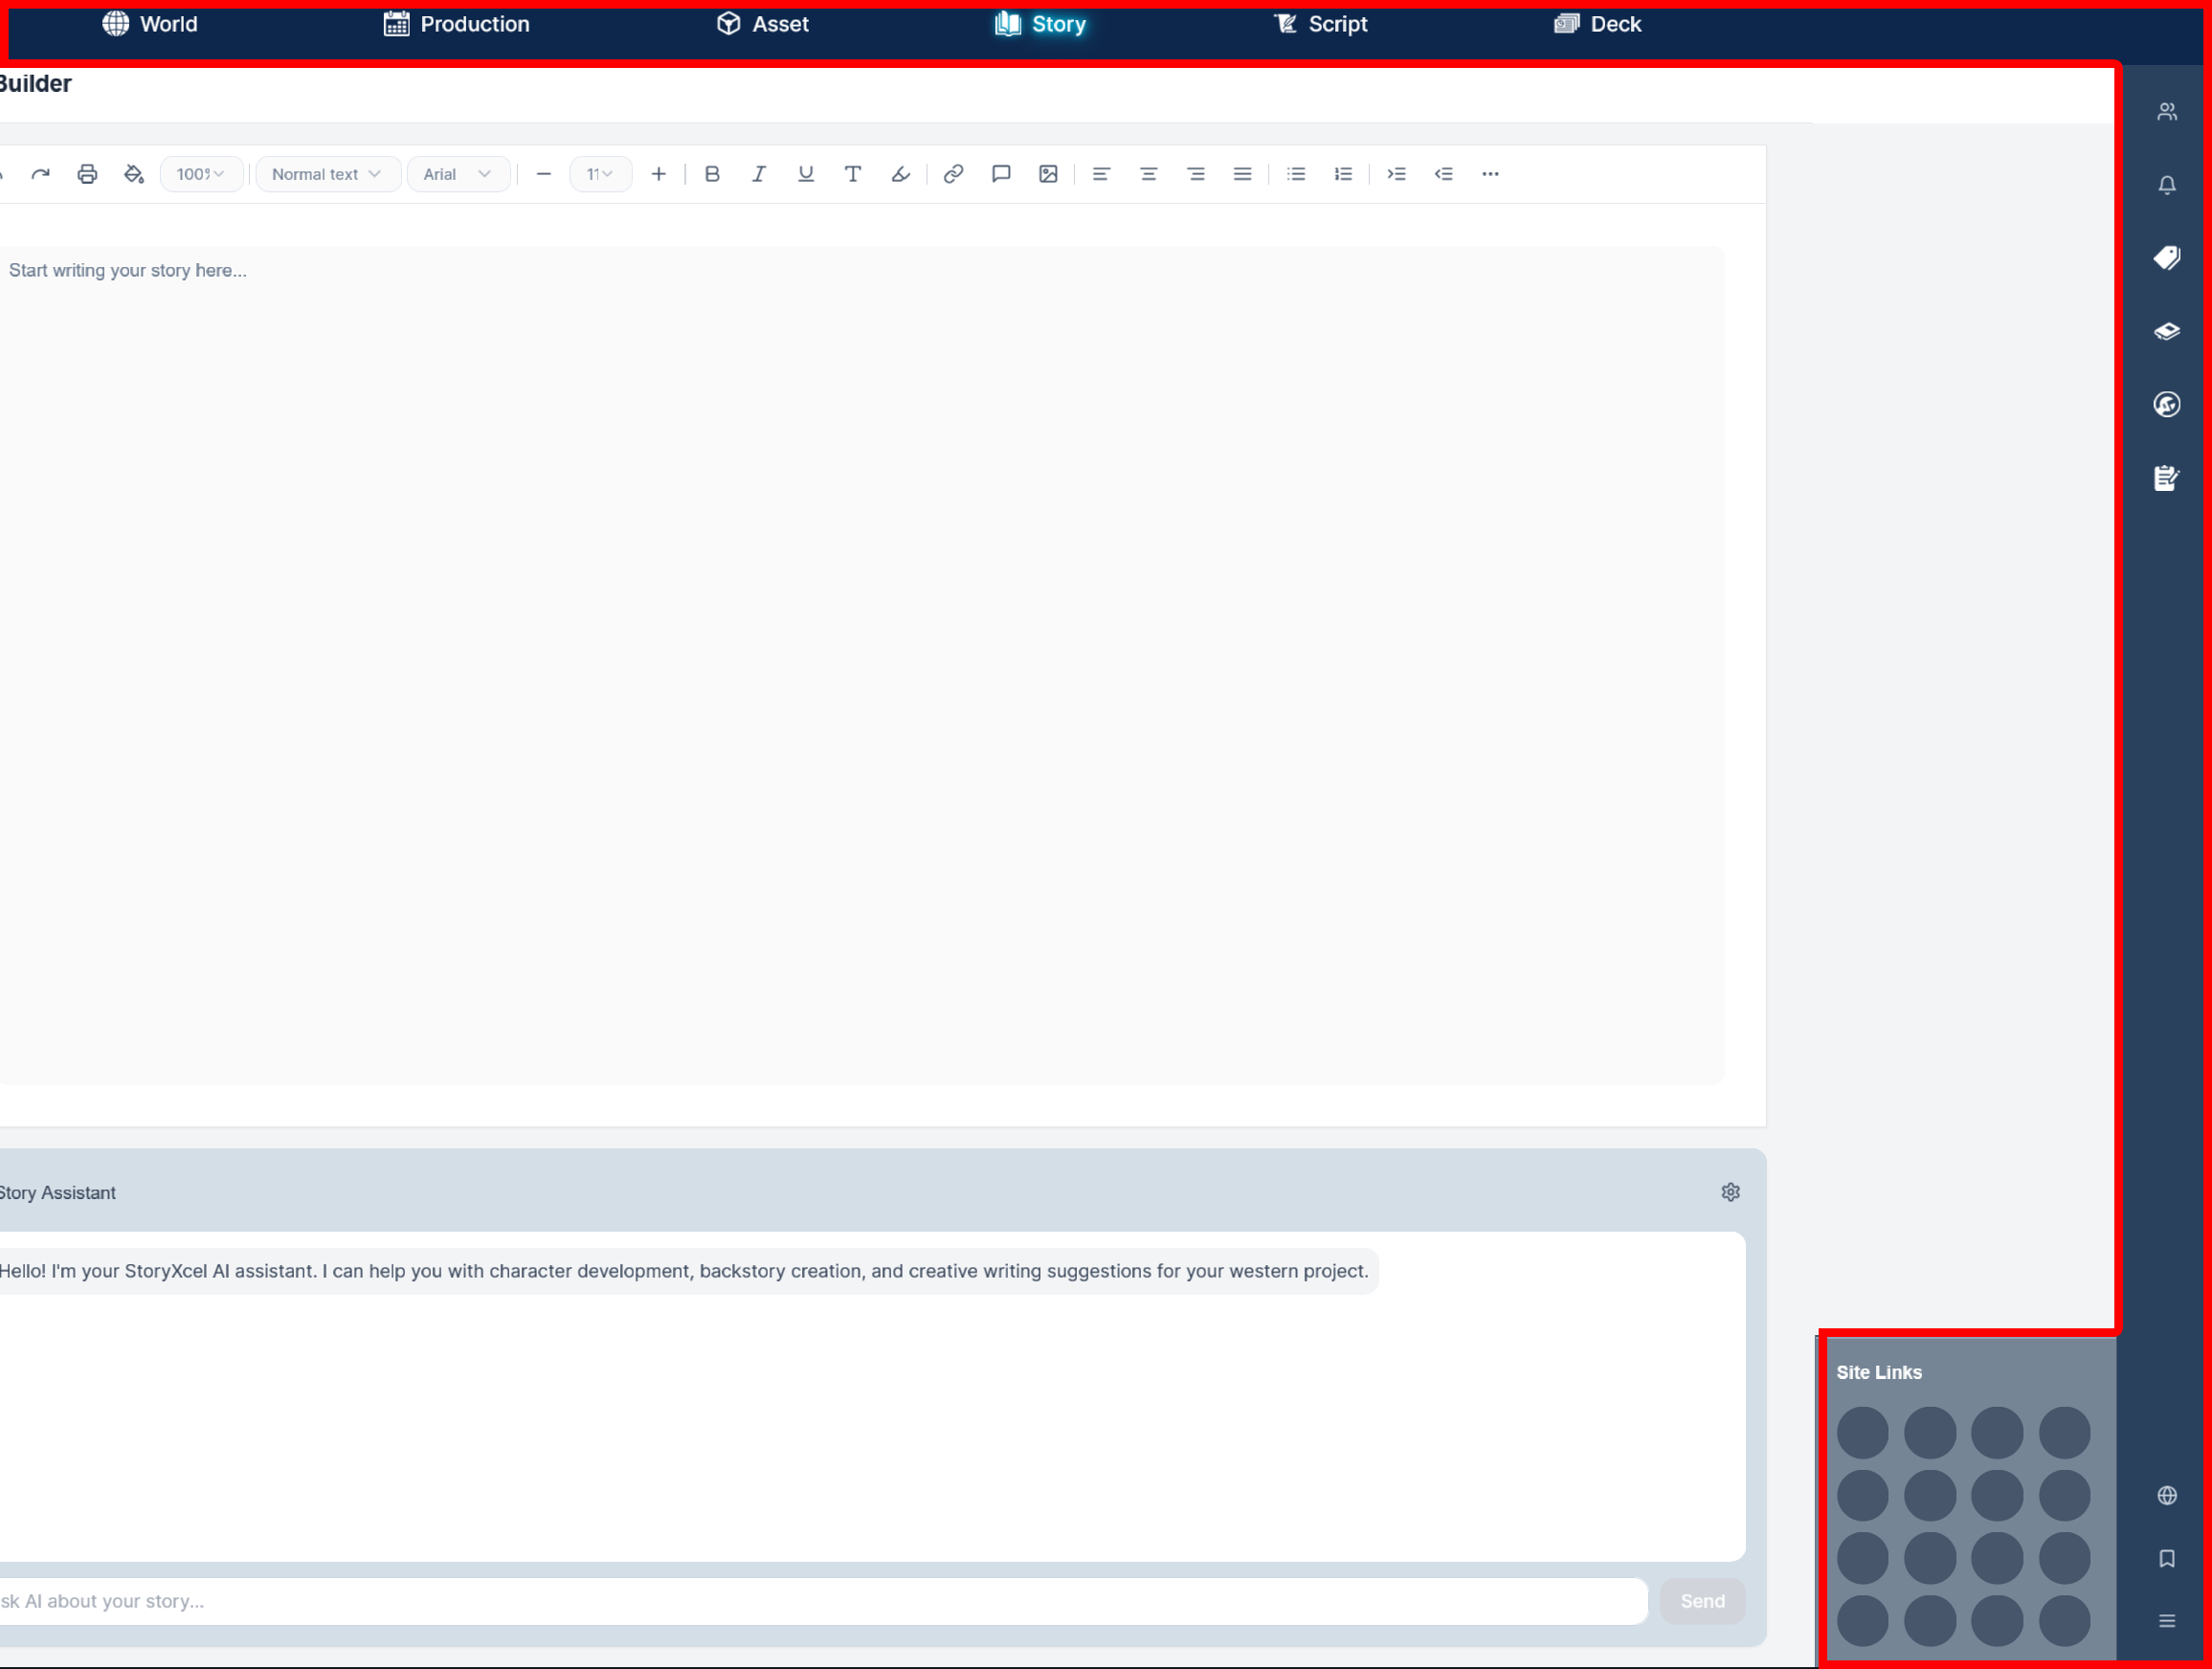 World Production Asset Story Script Deck
Builder
100% Normal text Arial 11
Start writing your story here...
Story Assistant
Hello! I'm your StoryXcel AI assistant. I can help you with character development, backstory creation, and creative writing suggestions for your western project.
Site Links
sk AI about your story...
Send